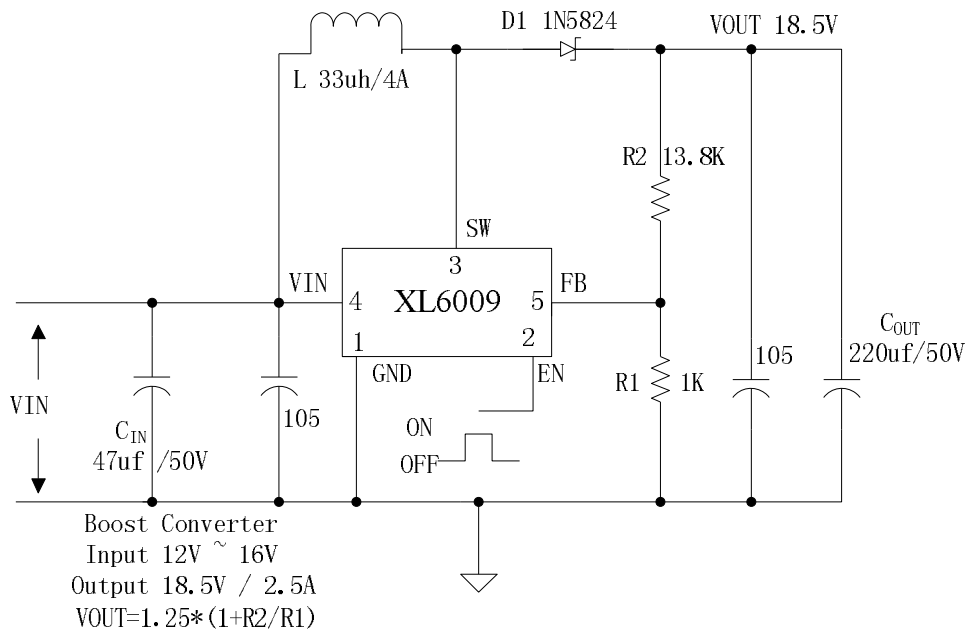 D1 1N5824
VOUT 18.5V
L 33uh/4A
R2 13.8K
SW
3
VIN
4
XL6009
5
FB
1
2
GND
EN
VIN
C_IN
47uf /50V
105
ON
OFF
R1 1K
105
C_OUT
220uf/50V
Boost Converter
Input 12V ~ 16V
Output 18.5V / 2.5A
VOUT=1.25*(1+R2/R1)